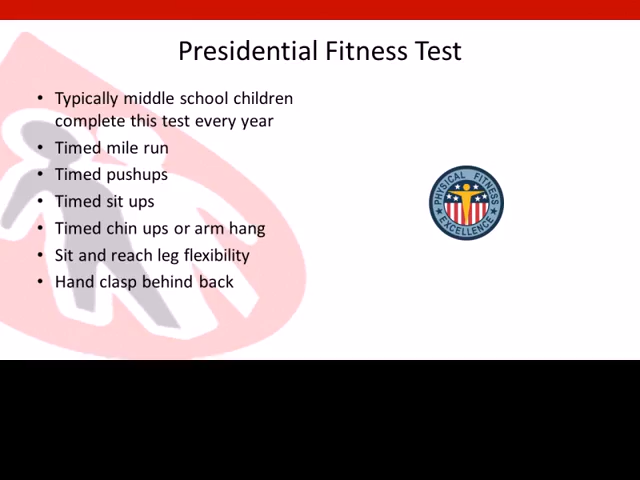 Presidential Fitness Test
• Typically middle school children
complete this test every year
• Timed mile run
• Timed pushups
• Timed sit ups
• Timed chin ups or arm hang
• Sit and reach leg flexibility
• Hand clasp behind back
PHYSICAL FITNESS
EXCELLENCE